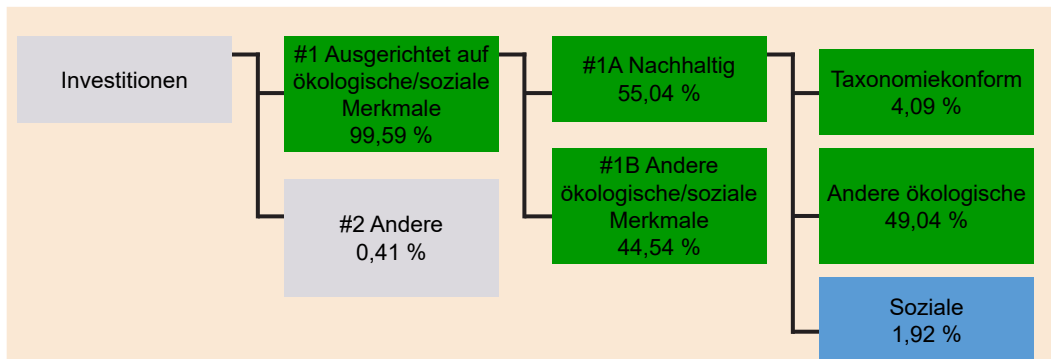 Investitionen
#1 Ausgerichtet auf
ökologische/soziale
Merkmale
99,59 %
#2 Andere
0,41 %
#1A Nachhaltig
55,04 %
#1B Andere
ökologische/soziale
Merkmale
44,54 %
Taxonomiekonform
4,09 %
Andere ökologische
49,04 %
Soziale
1,92 %